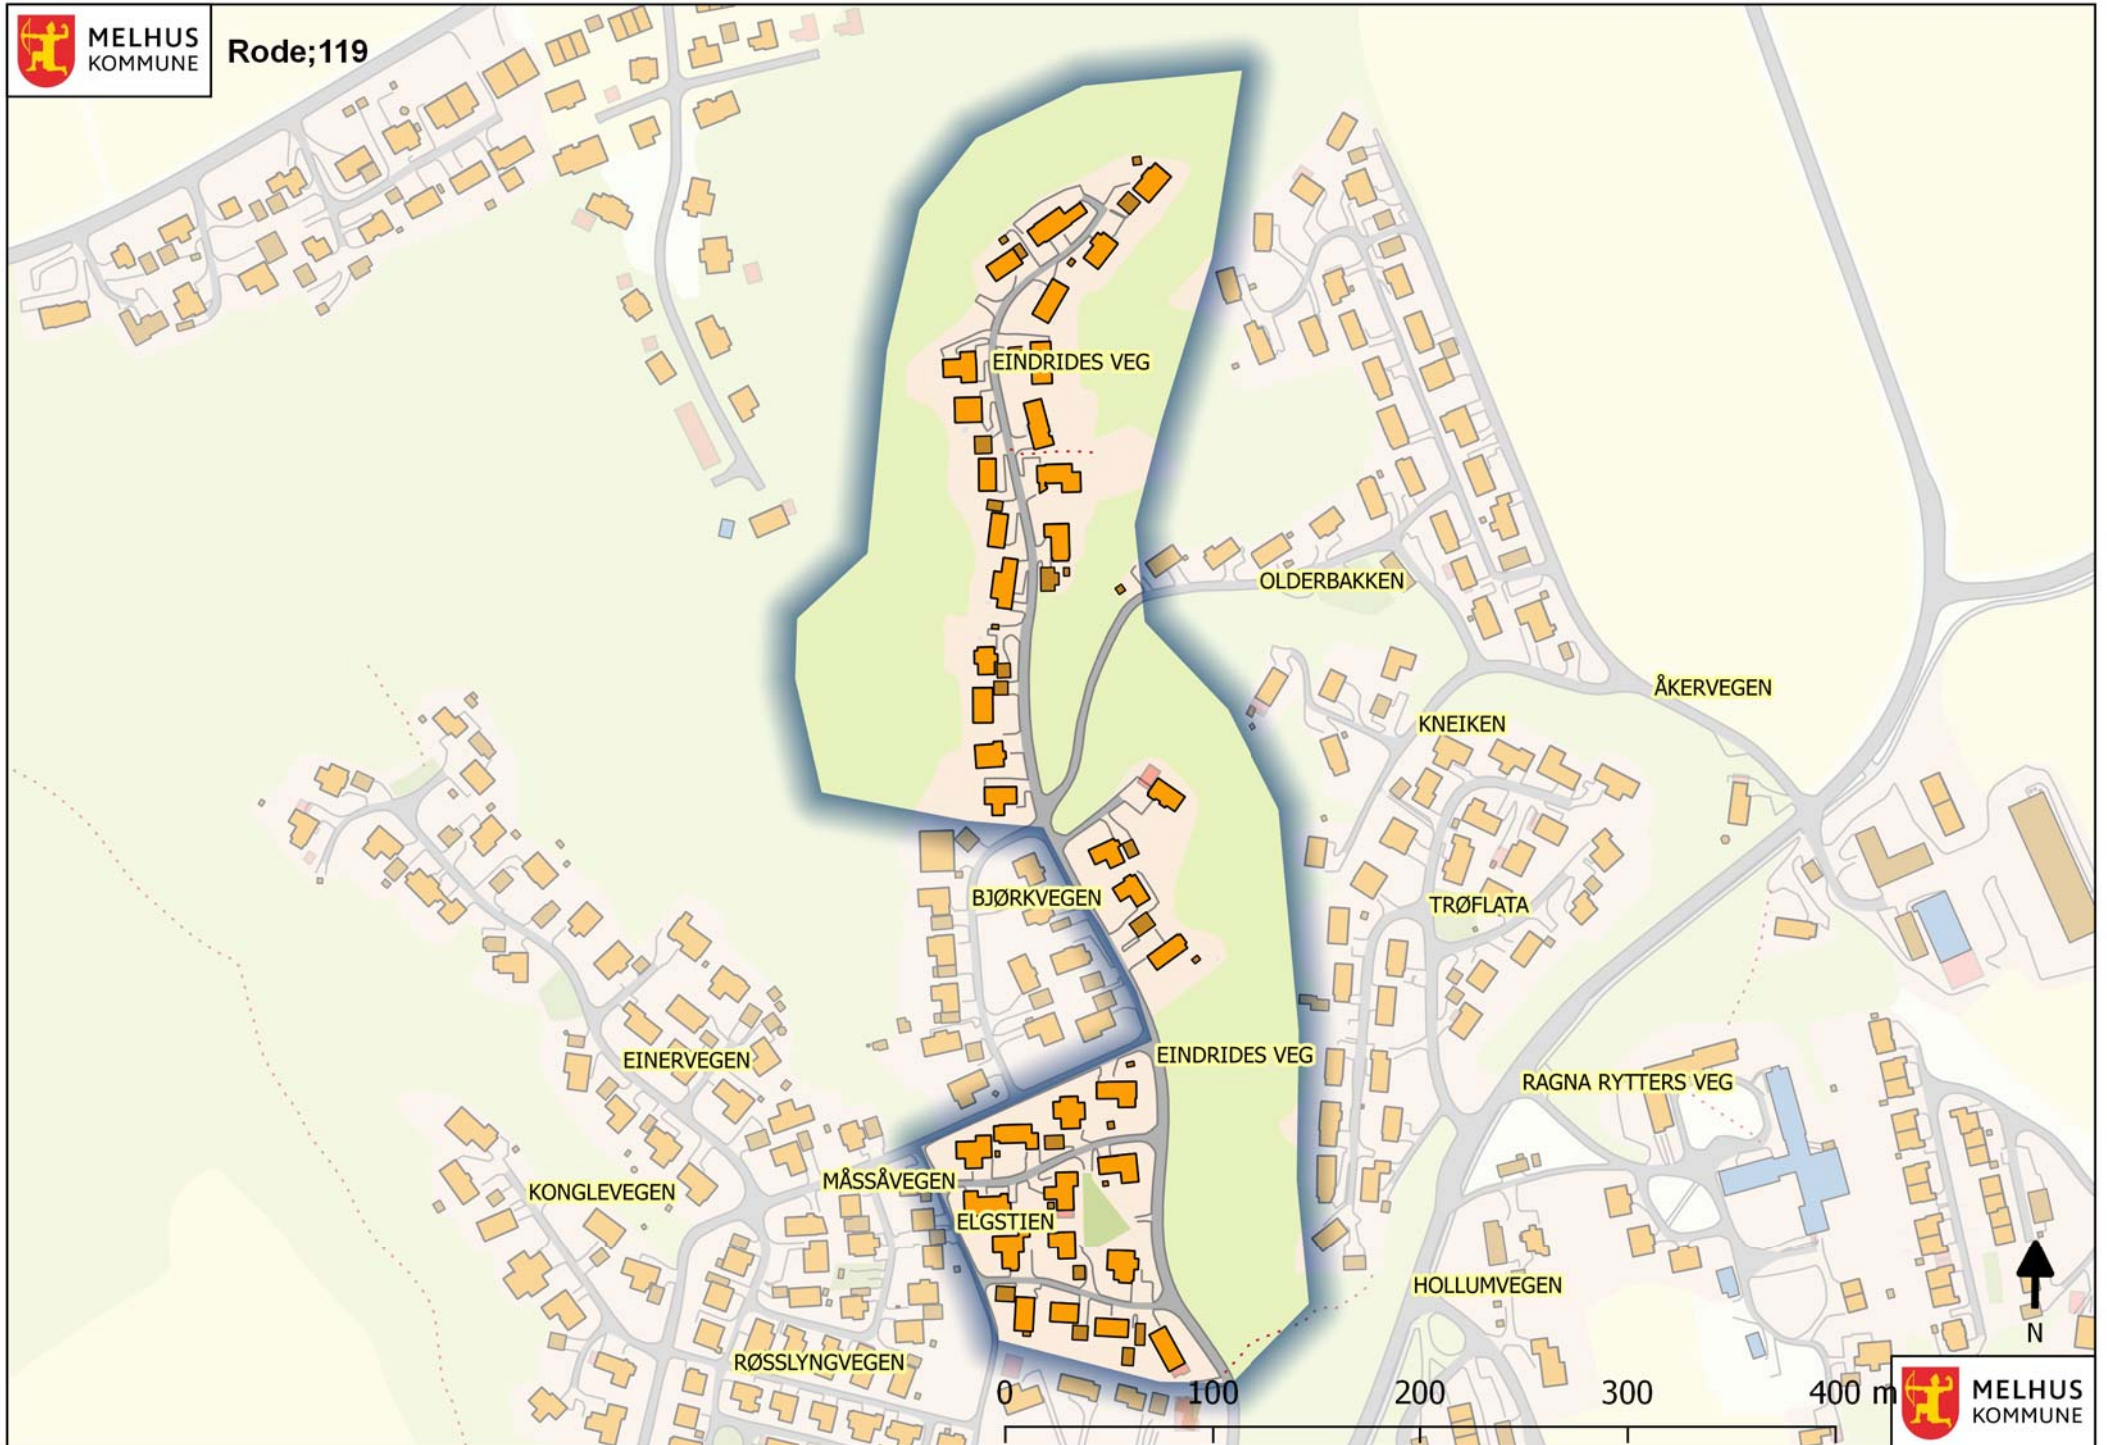 MELHUS
KOMMUNE
Rode;119
EINDRIDES VEG
OLDERBAKKEN
ÅKERVEGEN
KNEIKEN
BJØRKVEGEN
TRØFLATA
EINERVEGEN
EINDRIDES VEG
RAGNA RYTTERS VEG
MÅSSÅVEGEN
KONGLEVEGEN
ELGSTIEN
HOLLUMVEGEN
N
RØSSLYNGVEGEN
0 100 200 300 400 m
MELHUS
KOMMUNE